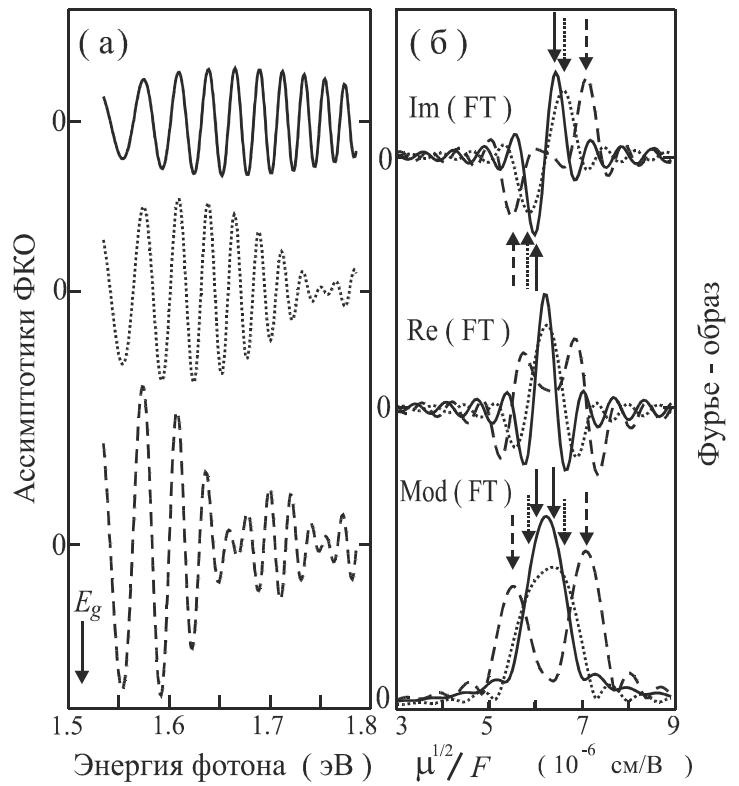 ( а )
0
0
0
E_g
1.5 1.6 1.7 1.8
Энергия фотона ( эВ )
Ассимптотики ФКО
( б )
Im ( FT )
0
Re ( FT )
0
Mod ( FT )
0
3 5 7 9
μ^1/2/ F ( 10^-6 см/В )
Фурье - образ